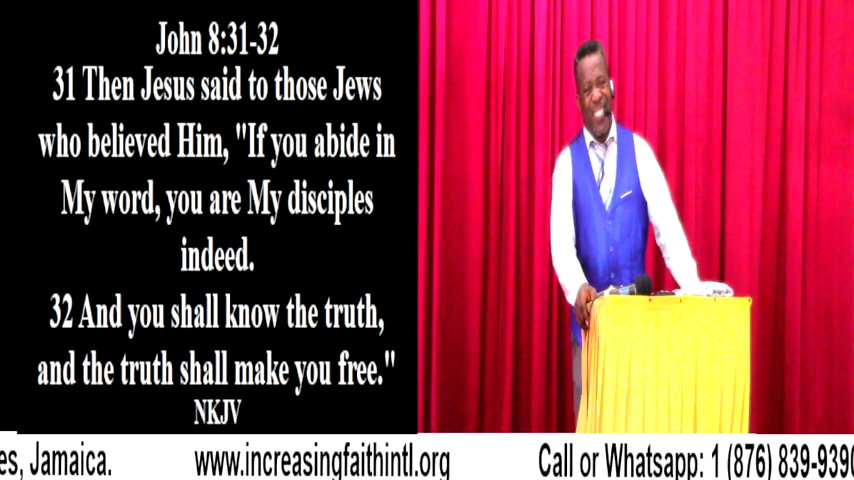 John 8:31-32
31 Then Jesus said to those Jews
who believed Him, "If you abide in
My word, you are My disciples
indeed.
32 And you shall know the truth,
and the truth shall make you free."
NKJV
es, Jamaica. www.increasingfaithintl.org Call or Whatsapp: 1 (876) 839-9390